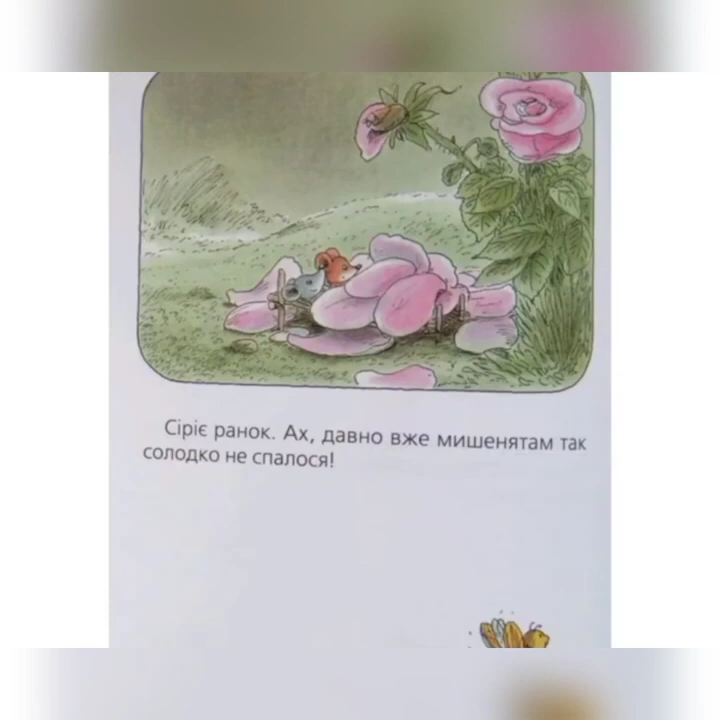 Сіріє ранок. Ах, давно вже мишенятам так
солодко не спалося!